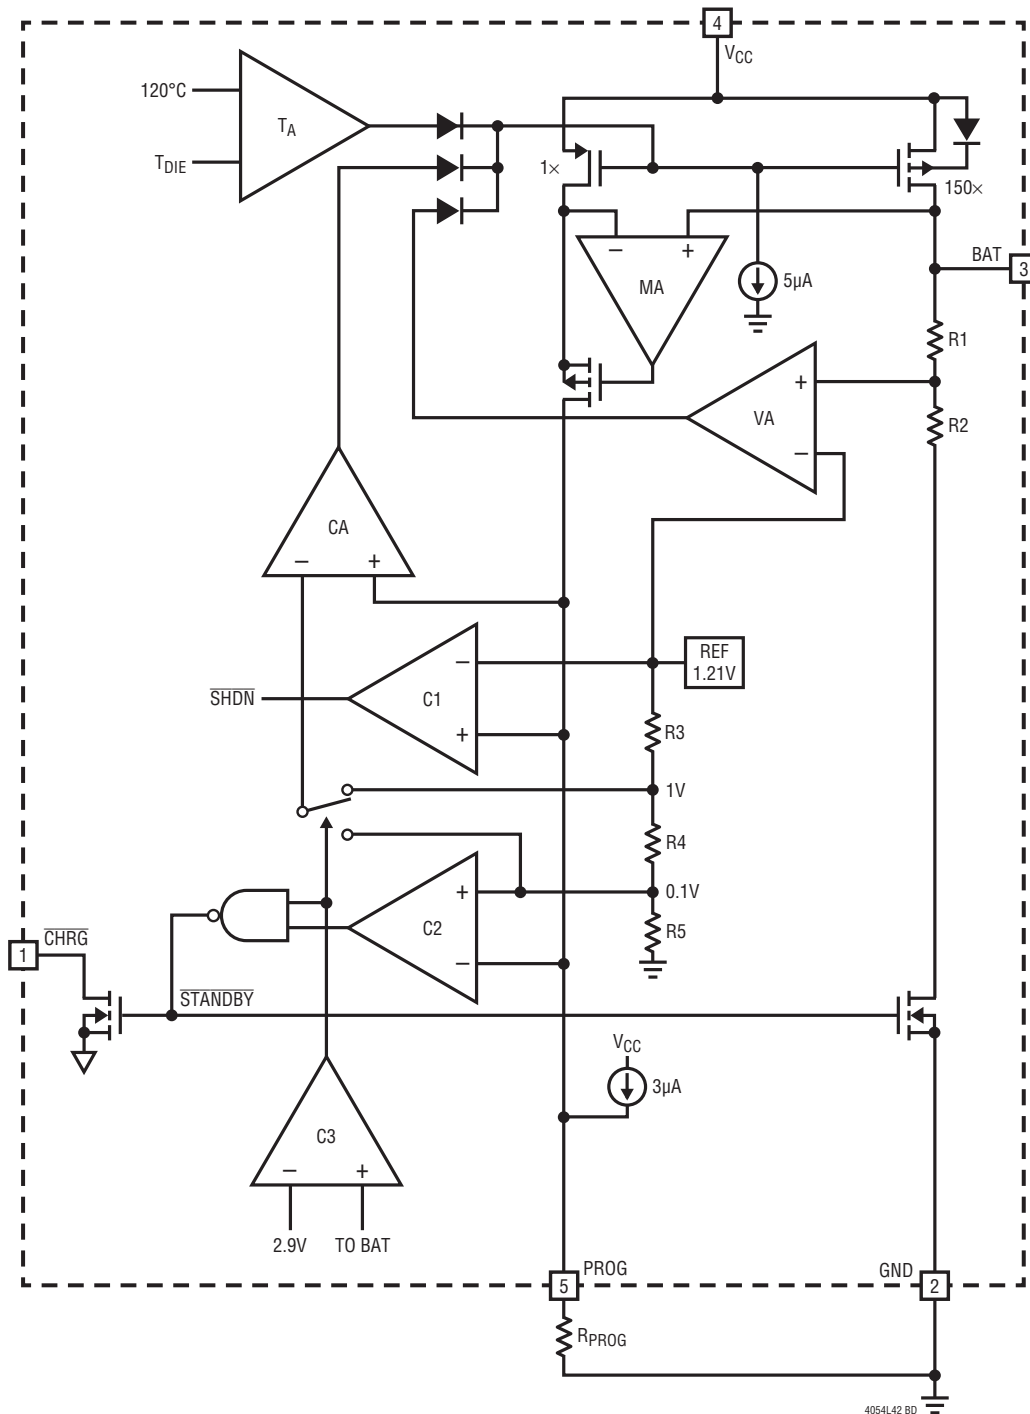 4
VCC
120°C
TA
TDIE
1×
150×
BAT
3
− +
MA
5µA
R1
+
VA
−
R2
CA
− +
REF
1.21V
−
SHDN
C1
+
R3
1V
R4
+
0.1V
C2
R5
−
CHRG
1
STANDBY
VCC
3µA
C3
− +
2.9V
TO BAT
PROG
GND
5
2
RPROG
4054L42 BD